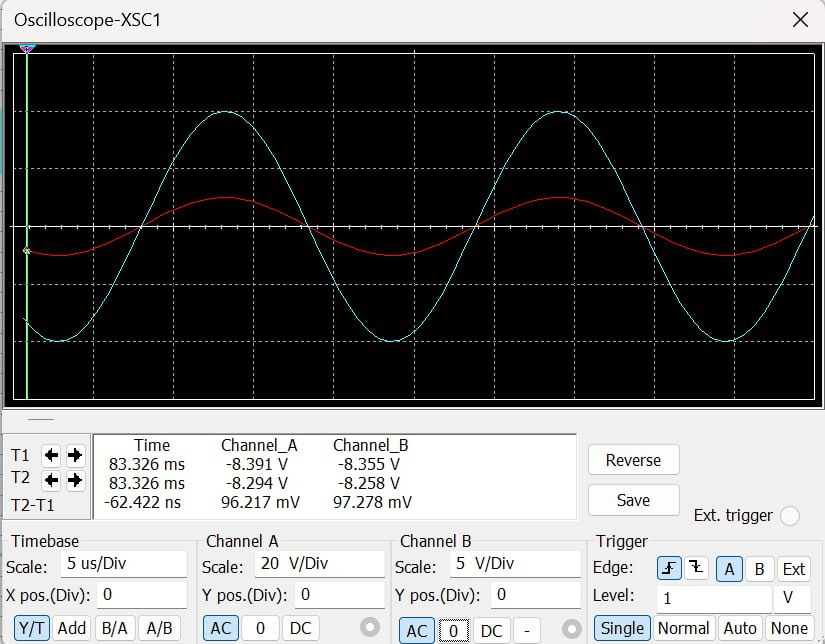 Oscilloscope-XSC1
Time Channel_A Channel_B
T1 83.326 ms -8.391 V -8.355 V
T2 83.326 ms -8.294 V -8.258 V
T2-T1 -62.422 ns 96.217 mV 97.278 mV
Reverse
Save
Ext. trigger
Timebase
Scale: 5 us/Div
X pos.(Div): 0
Y/T Add B/A A/B
Channel A
Scale: 20 V/Div
Y pos.(Div): 0
AC 0 DC
Channel B
Scale: 5 V/Div
Y pos.(Div): 0
AC 0 DC -
Trigger
Edge: A B Ext
Level: 1 V
Single Normal Auto None